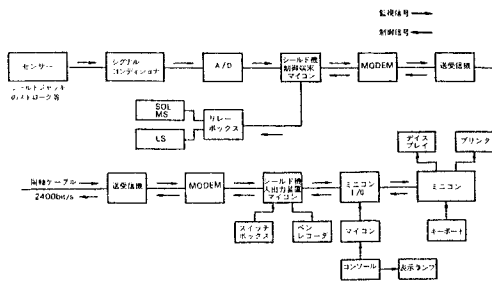 監視信号
制御信号
センサー
シールドジャッキ
のストローク等
シグナル
コンディショナ
A/D
シールド機
制御端末
マイコン
MODEM
送受信機
SOL
MS
LS
リレー
ボックス
同軸ケーブル
2400bit/s
送受信機
MODEM
シールド機
入出力装置
マイコン
ミニコン
I/O
ミニコン
ディス
プレイ
プリンタ
スイッチ
ボックス
ペン
レコーダ
マイコン
キーボード
コンソール
表示ランプ